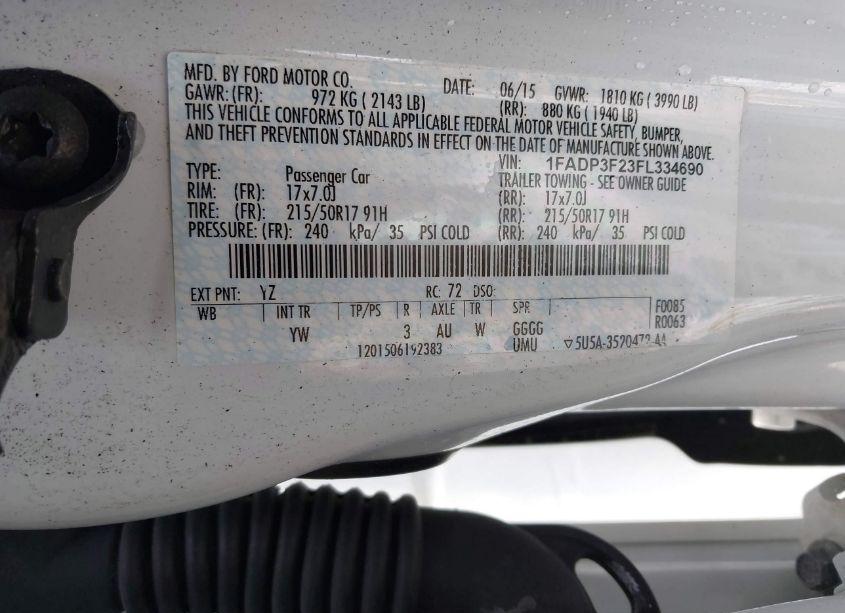 MFD. BY FORD MOTOR CO. DATE: 06/15 GVWR: 1810 KG ( 3990 LB)
GAWR: (FR): 972 KG ( 2143 LB) (RR): 880 KG ( 1940 LB)
THIS VEHICLE CONFORMS TO ALL APPLICABLE FEDERAL MOTOR VEHICLE SAFETY, BUMPER,
AND THEFT PREVENTION STANDARDS IN EFFECT ON THE DATE OF MANUFACTURE SHOWN ABOVE.
VIN: 1FADP3F23FL334690
TYPE: Passenger Car TRAILER TOWING - SEE OWNER GUIDE
RIM: (FR): 17x7.0J (RR): 17x7.0J
TIRE: (FR): 215/50R17 91H (RR): 215/50R17 91H
PRESSURE: (FR): 240 kPa/ 35 PSI COLD (RR): 240 kPa/ 35 PSI COLD
EXT PNT: YZ RC: 72 DSO:
WB INT TR TP/PS R AXLE TR SPR F0085
YW 3 AU W GGGG R0063
1201506192383 UMU ▽5U5A-3520472-AA